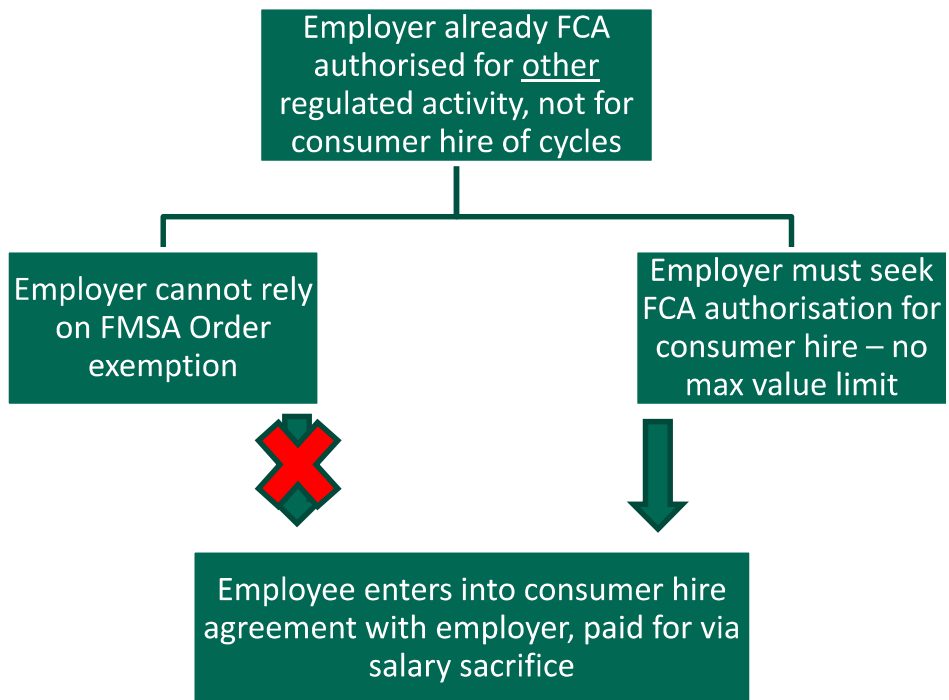 Employer already FCA
authorised for other
regulated activity, not for
consumer hire of cycles
Employer cannot rely
on FMSA Order
exemption
Employer must seek
FCA authorisation for
consumer hire – no
max value limit
Employee enters into consumer hire
agreement with employer, paid for via
salary sacrifice